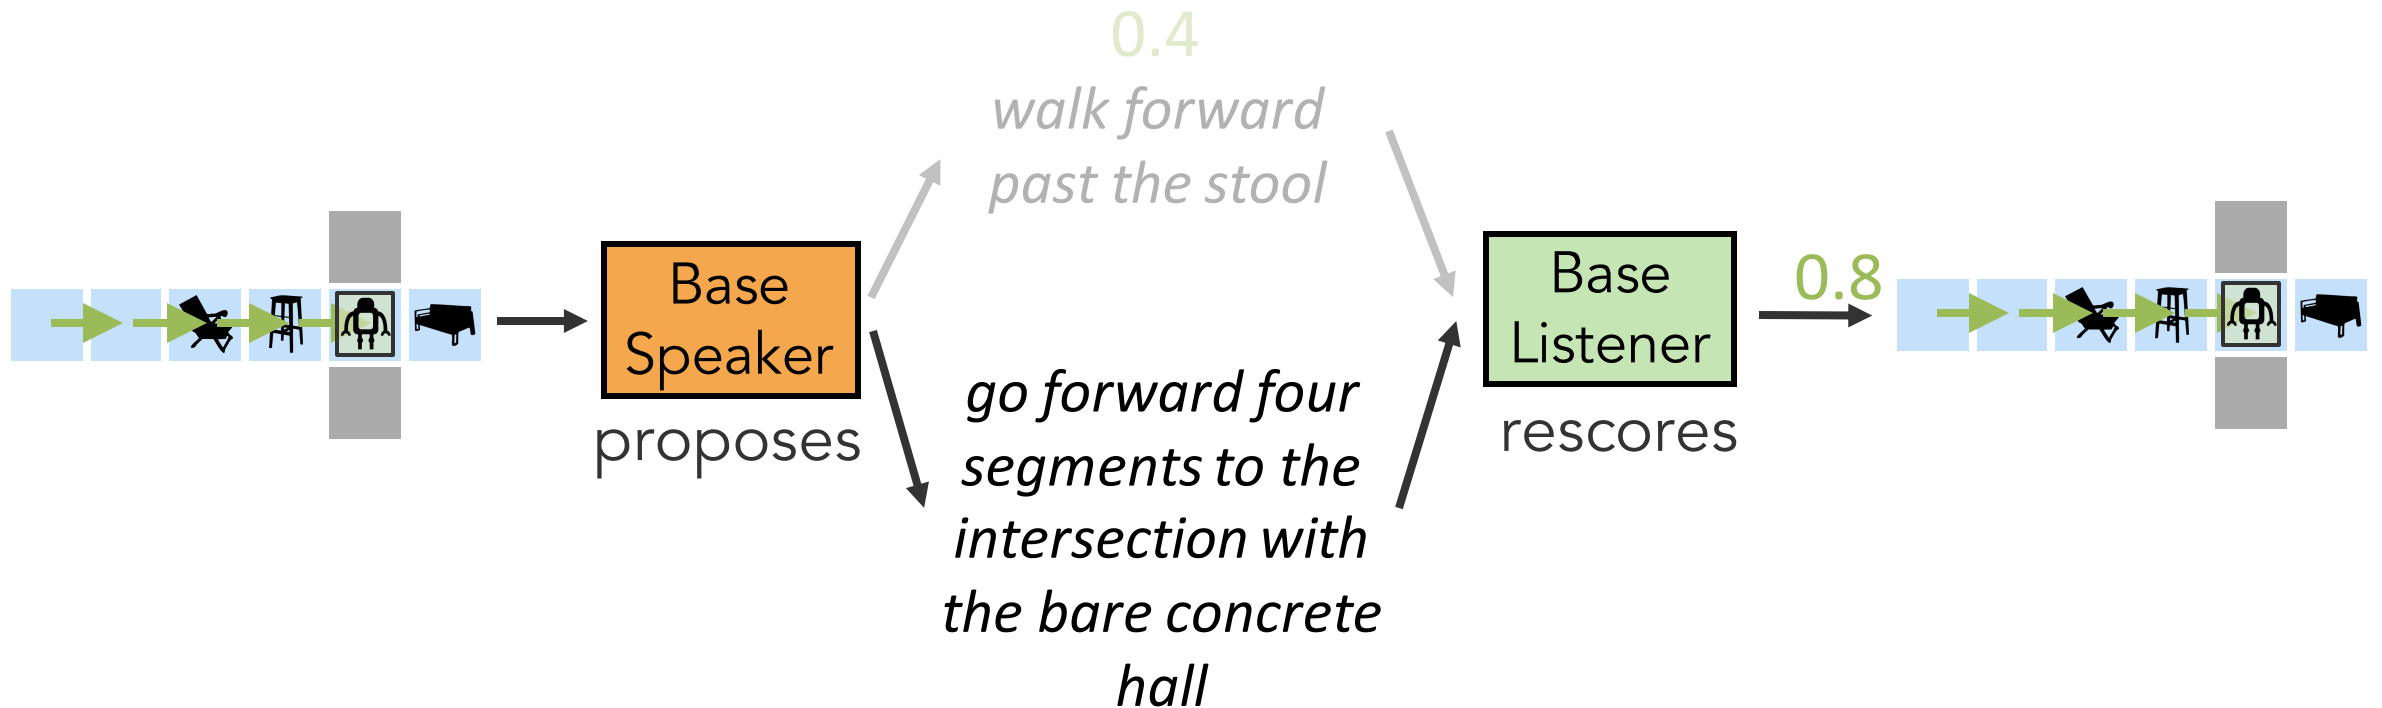 0.4
walk forward
past the stool
Base
Speaker
proposes
go forward four
segments to the
intersection with
the bare concrete
hall
Base
Listener
rescores
0.8